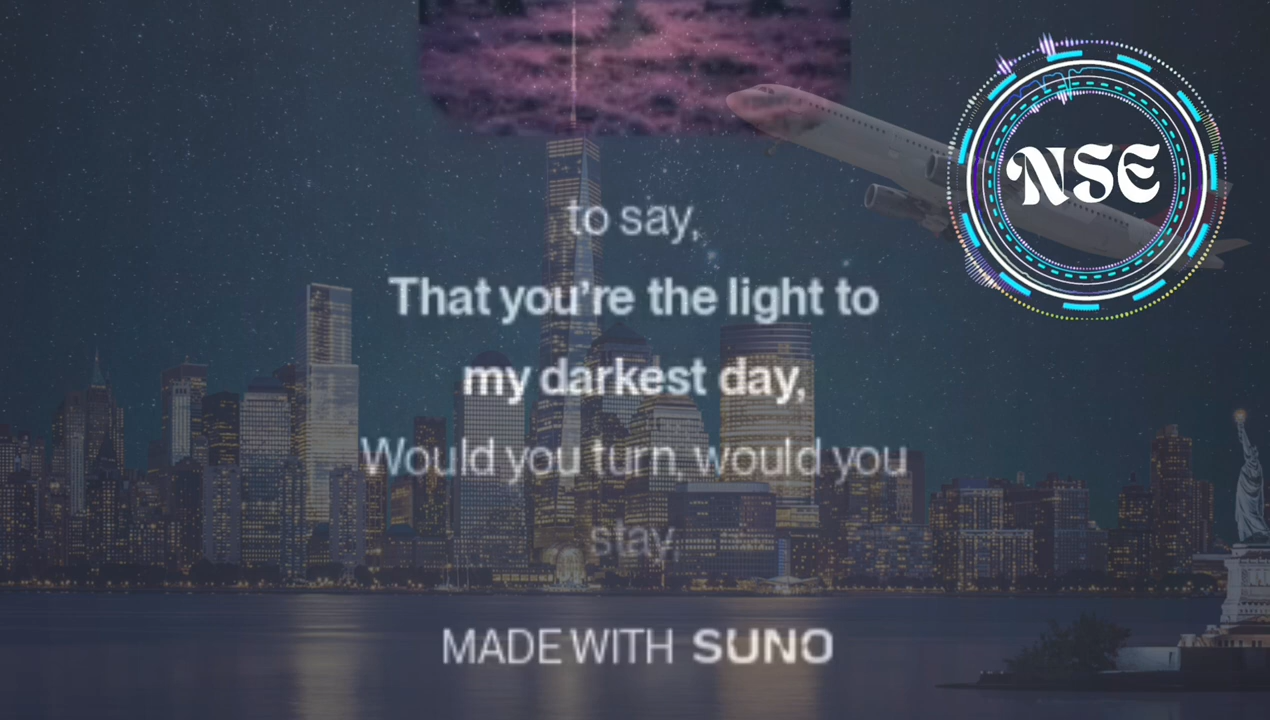 NSE
to say,
That you're the light to
my darkest day,
Would you turn, would you
stay,
MADE WITH SUNO